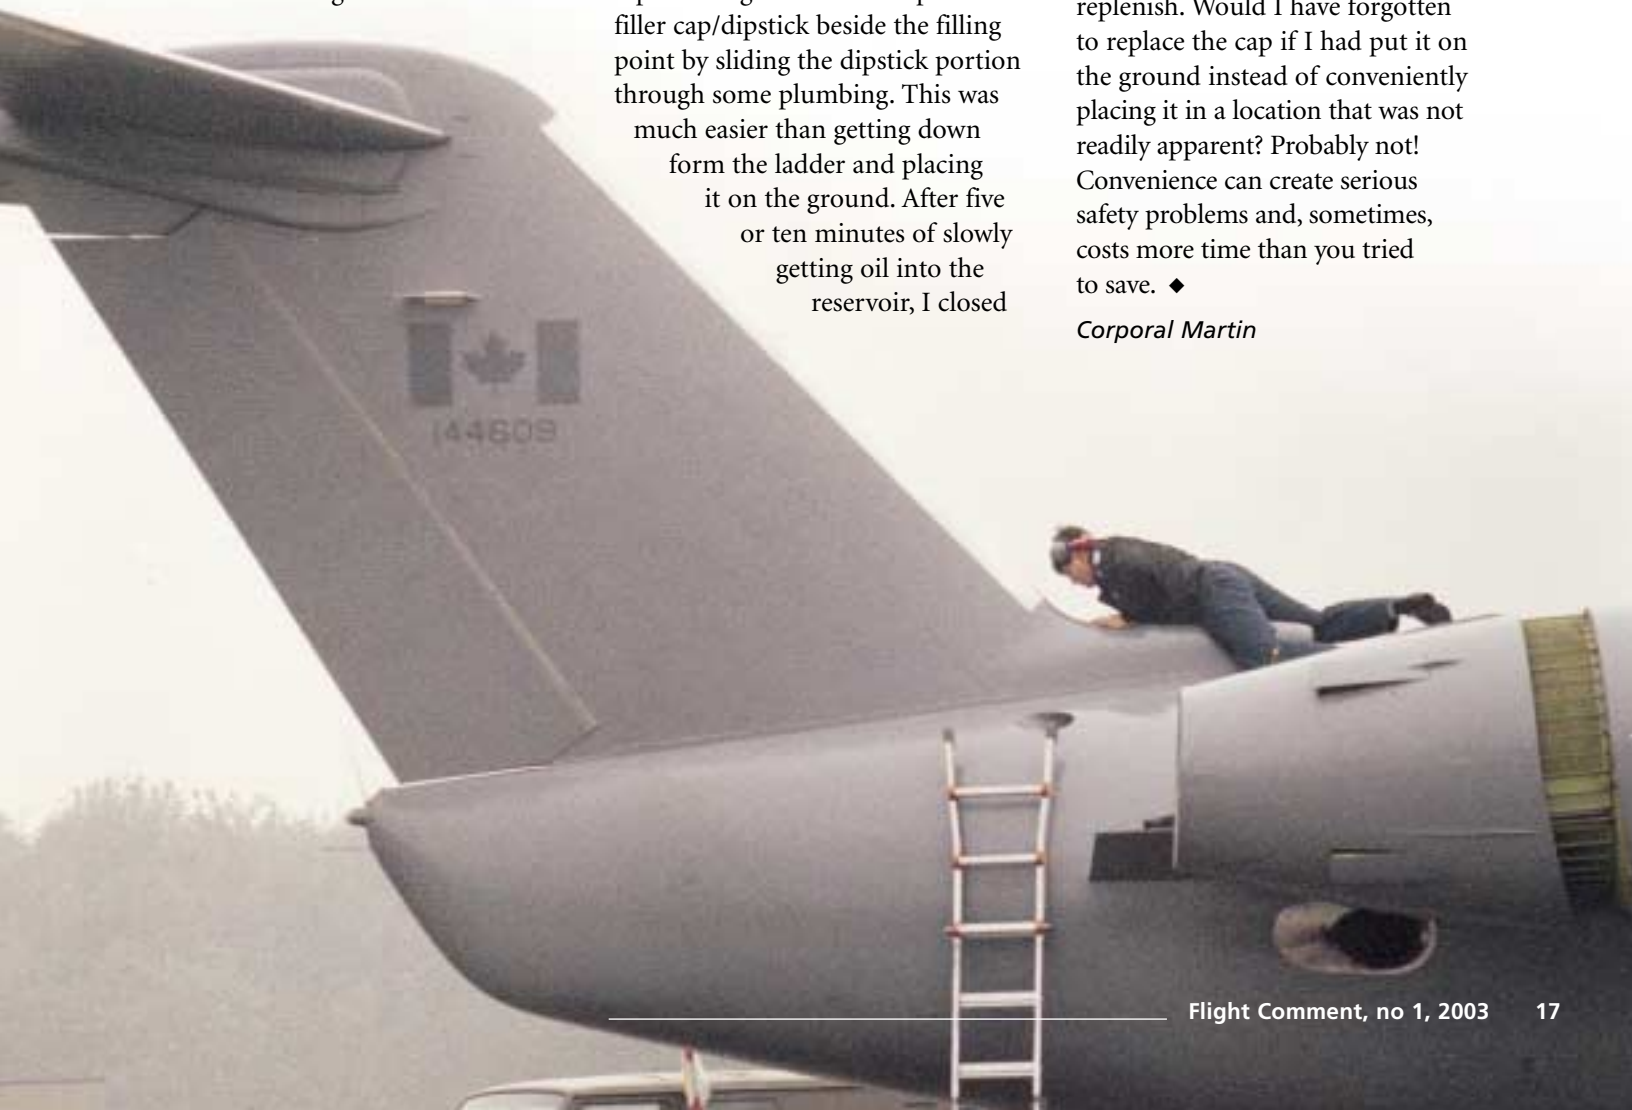 filler cap/dipstick beside the filling
point by sliding the dipstick portion
through some plumbing. This was
much easier than getting down
form the ladder and placing
it on the ground. After five
or ten minutes of slowly
getting oil into the
reservoir, I closed
replenish. Would I have forgotten
to replace the cap if I had put it on
the ground instead of conveniently
placing it in a location that was not
readily apparent? Probably not!
Convenience can create serious
safety problems and, sometimes,
costs more time than you tried
to save. ◆
Corporal Martin
144609
Flight Comment, no 1, 2003 17